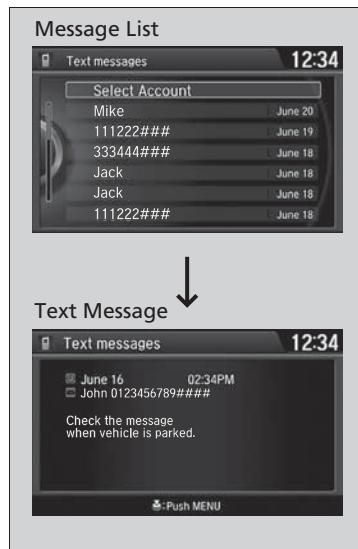 Message List
Text messages 12:34
Select Account
Mike June 20
111222### June 19
333444### June 18
Jack June 18
Jack June 18
111222### June 18
Text Message
Text messages 12:34
June 16 02:34PM
John 0123456789####
Check the message
when vehicle is parked.
:Push MENU